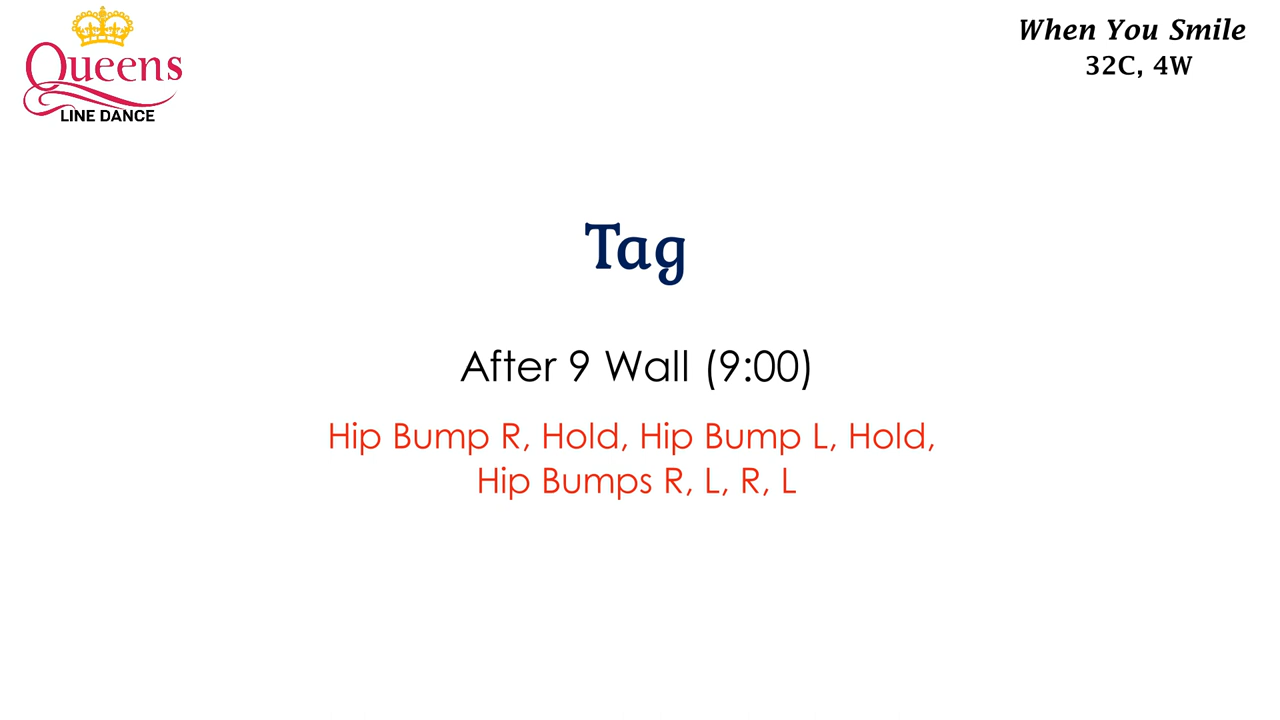 Queens
LINE DANCE
When You Smile
32C, 4W
Tag
After 9 Wall (9:00)
Hip Bump R, Hold, Hip Bump L, Hold,
Hip Bumps R, L, R, L